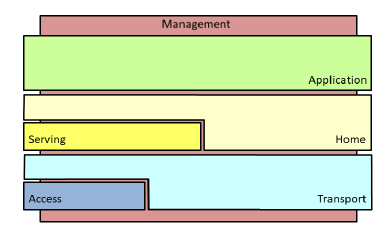 Management
Application
Serving
Home
Access
Transport